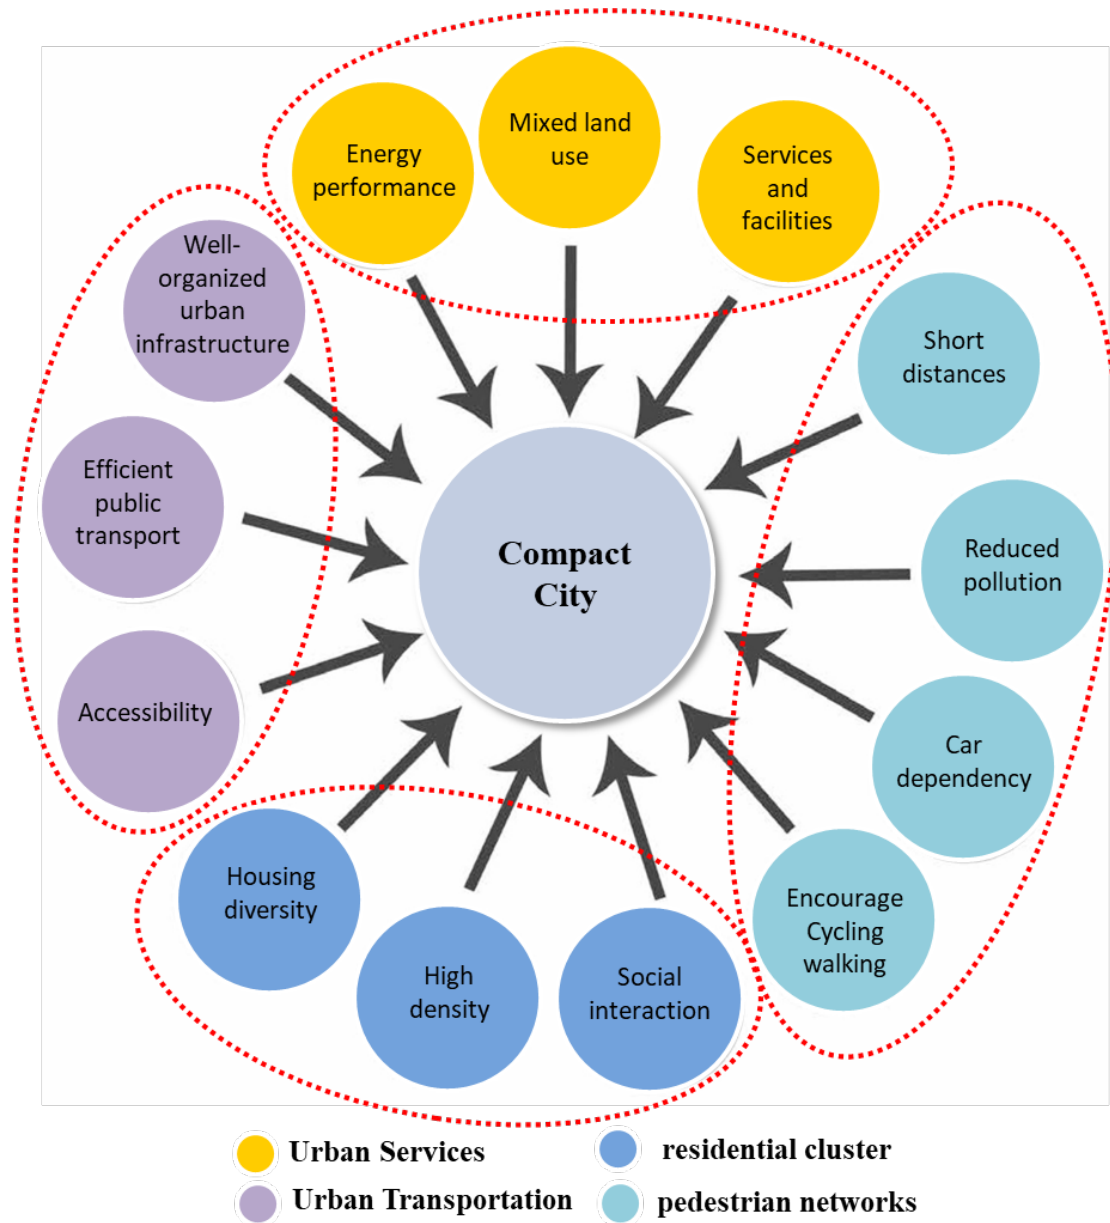 Mixed land
use
Energy
performance
Services
and
facilities
Well-
organized
urban
infrastructure
Short
distances
Efficient
public
transport
Compact
City
Reduced
pollution
Accessibility
Car
dependency
Housing
diversity
Encourage
Cycling
walking
High
density
Social
interaction
Urban Services
residential cluster
Urban Transportation
pedestrian networks